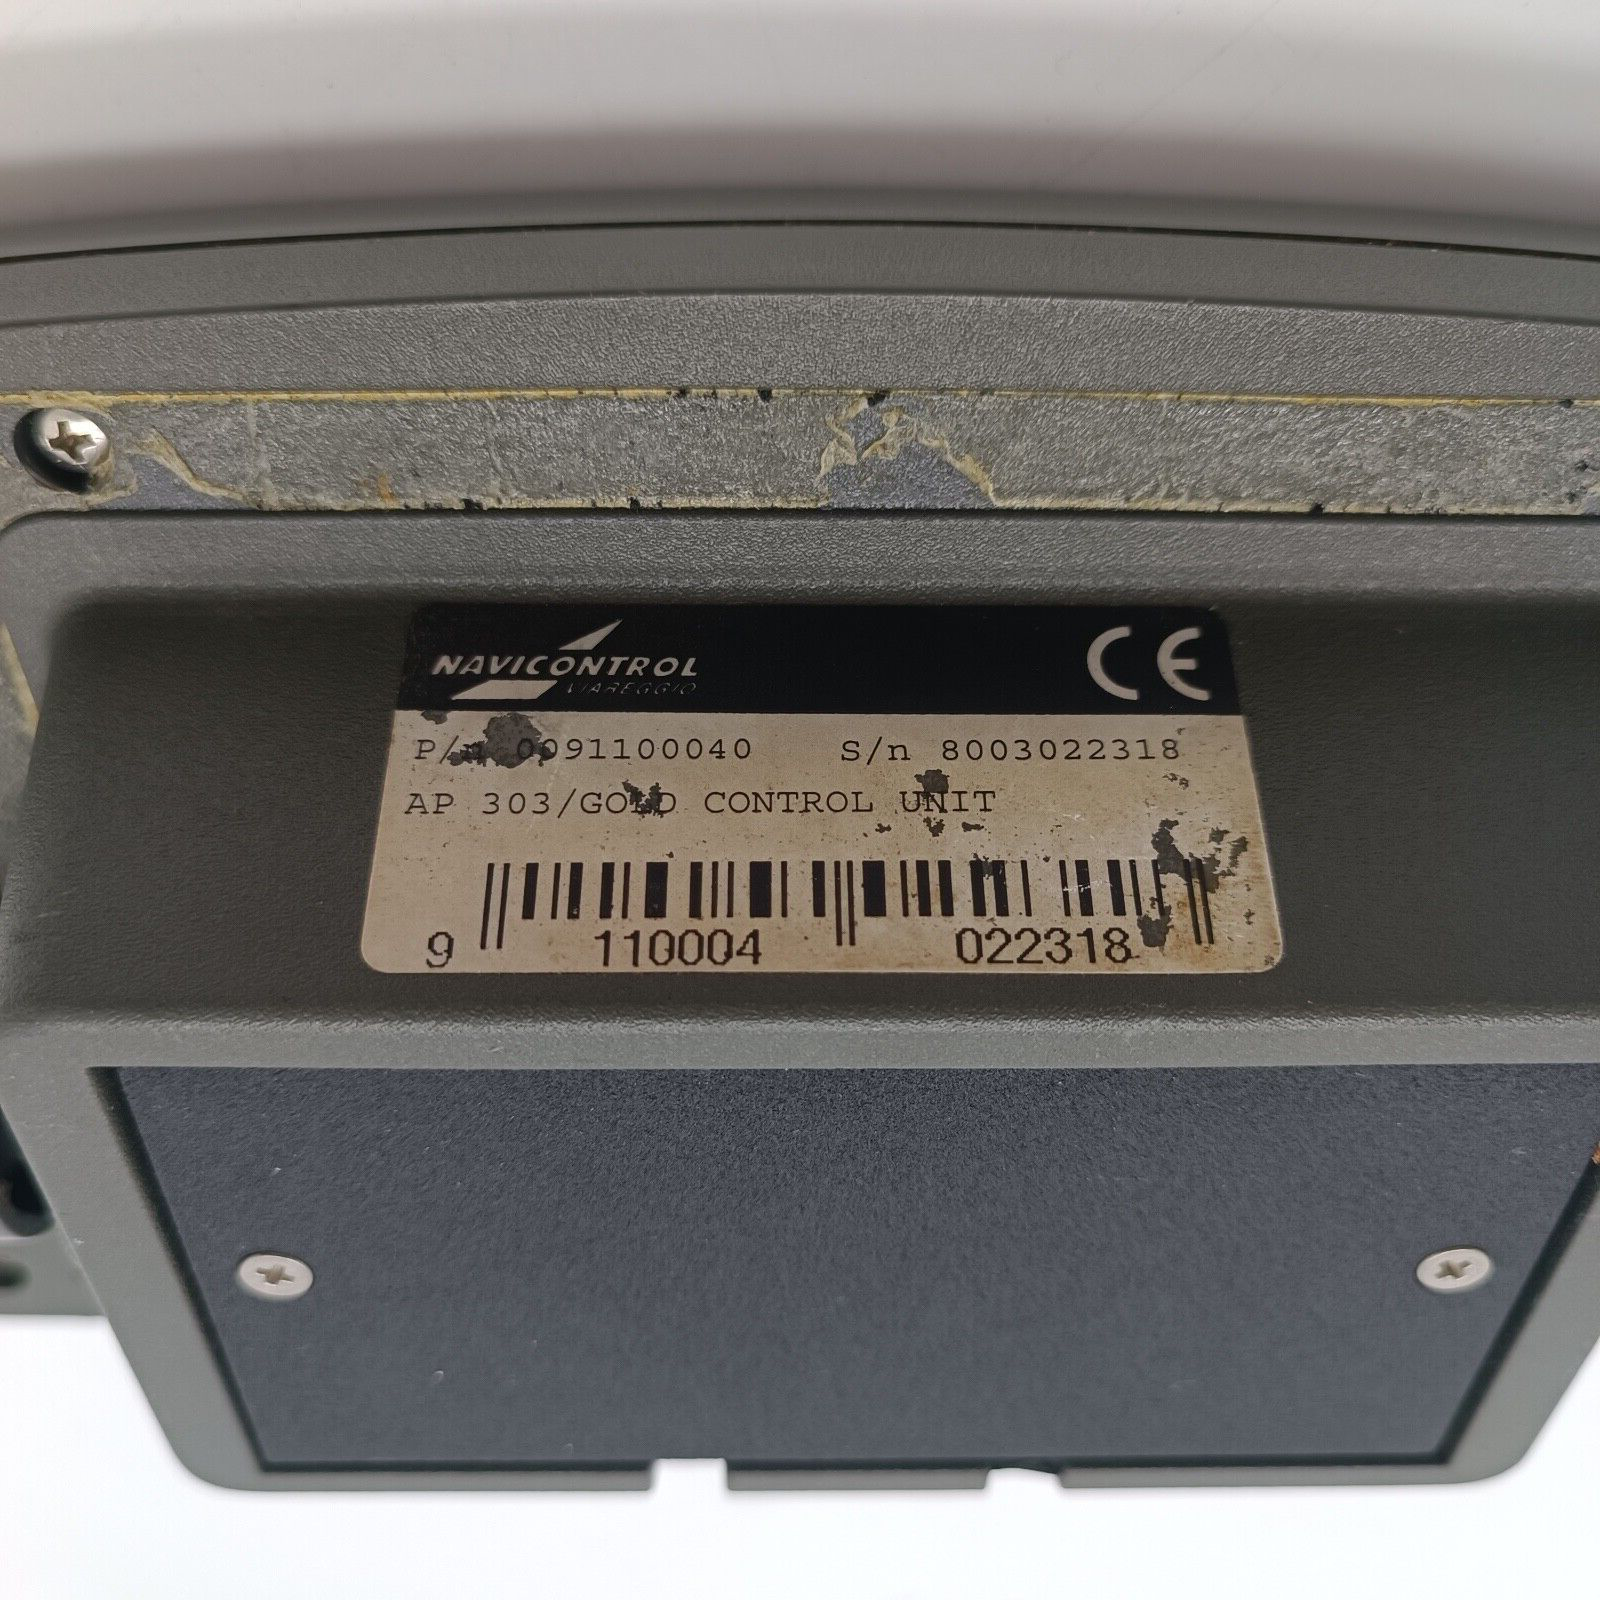 NAVICONTROL
VIAREGGIO
CE
P/n 0091100040 S/n 8003022318
AP 303/GOLD CONTROL UNIT
9 110004 022318